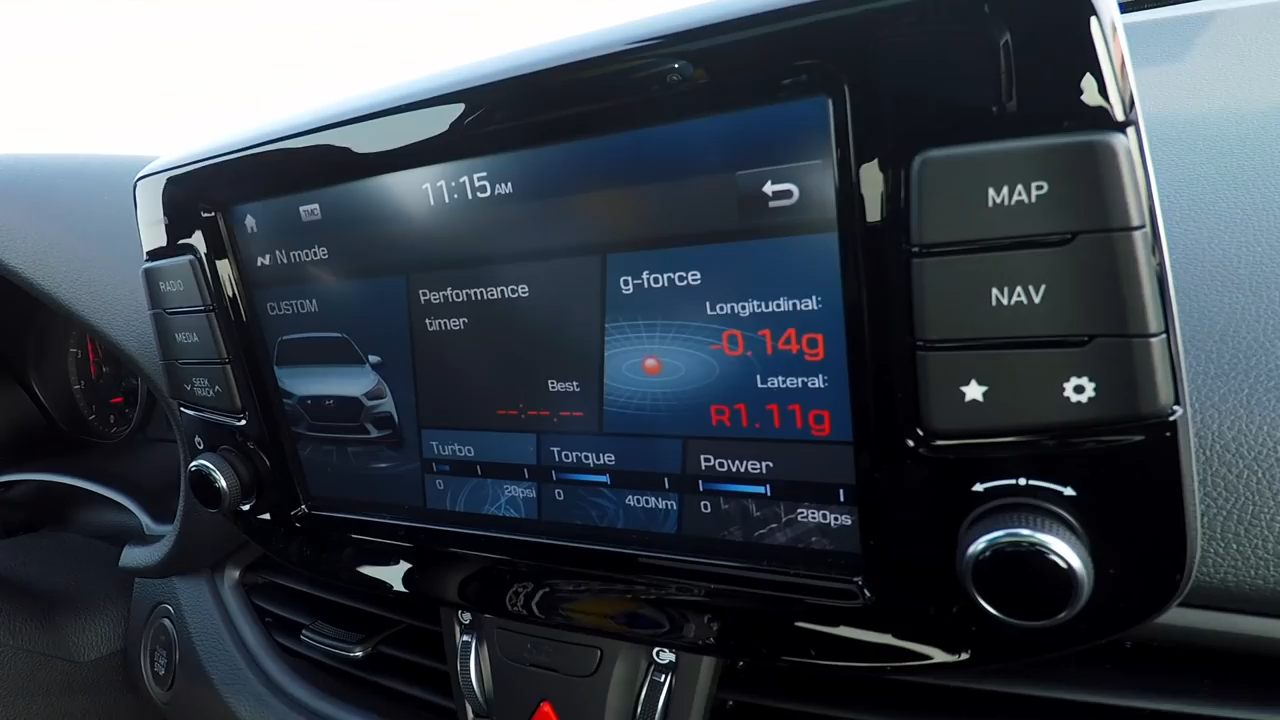 11:15 AM
TMC
N mode
CUSTOM
Performance
timer
Best
--:--.--
g-force
Longitudinal:
-0.14g
Lateral:
R1.11g
Turbo
0
20psi
Torque
0
400Nm
Power
0
280ps
RADIO
MEDIA
SEEK
TRACK
MAP
NAV